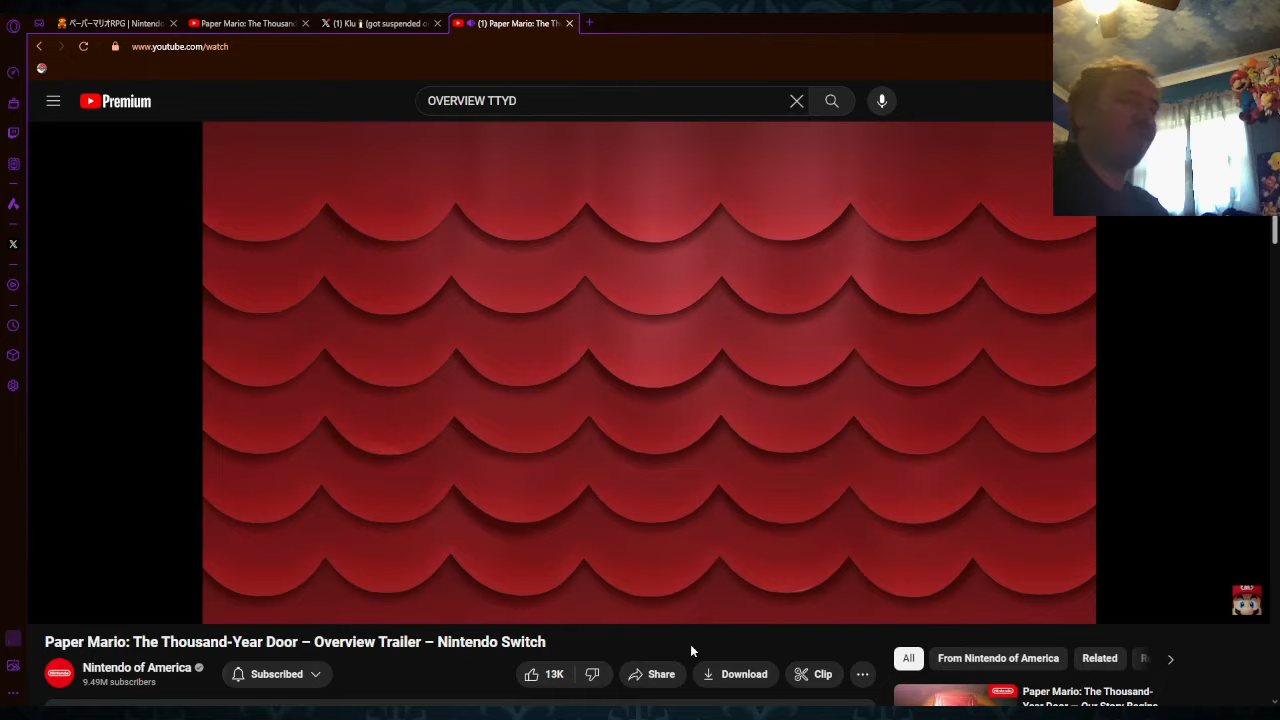 ペーパーマリオRPG | Nintendo
Paper Mario: The Thousand
(1) Klu
(got suspended o
(1) Paper Mario: The Th
www.youtube.com/watch
Premium
OVERVIEW TTYD
Paper Mario: The Thousand-Year Door – Overview Trailer – Nintendo Switch
Nintendo of America
9.49M subscribers
Subscribed
13K
Share
Download
Clip
All
From Nintendo of America
Related
Paper Mario: The Thousand-